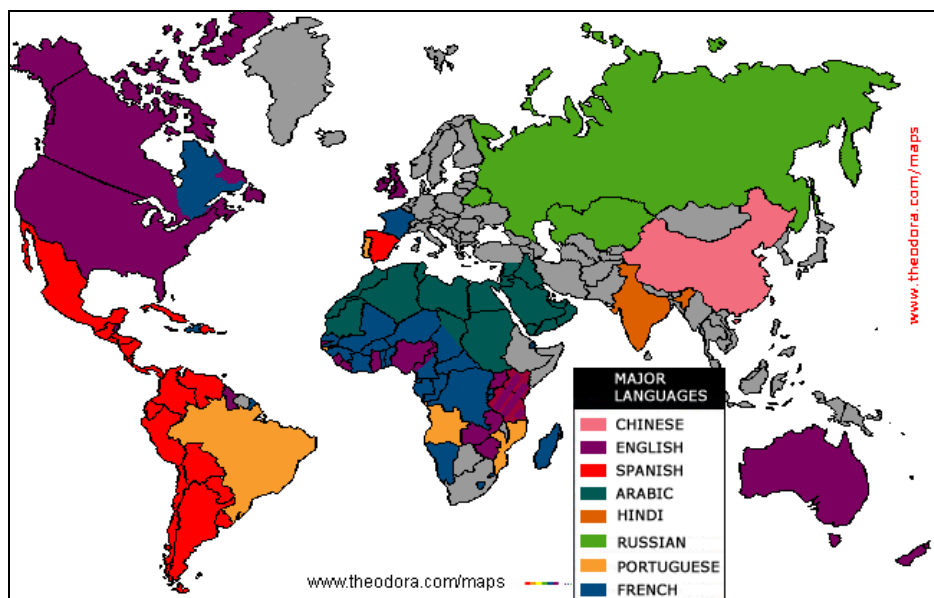 www.theodora.com/maps
MAJOR
LANGUAGES
CHINESE
ENGLISH
SPANISH
ARABIC
HINDI
RUSSIAN
PORTUGUESE
FRENCH
www.theodora.com/maps